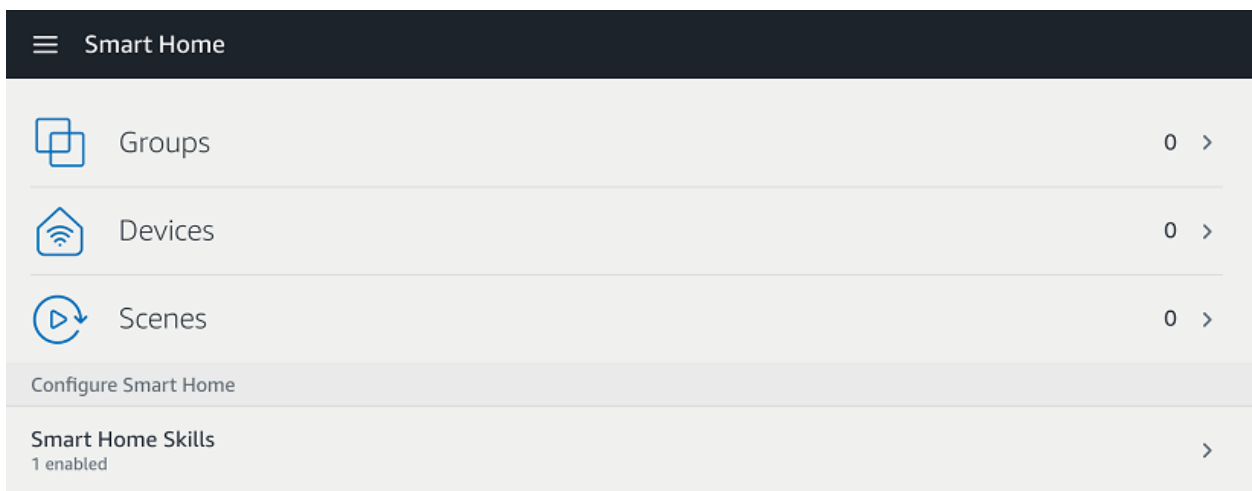 Smart Home
Groups 0
Devices 0
Scenes 0
Configure Smart Home
Smart Home Skills
1 enabled